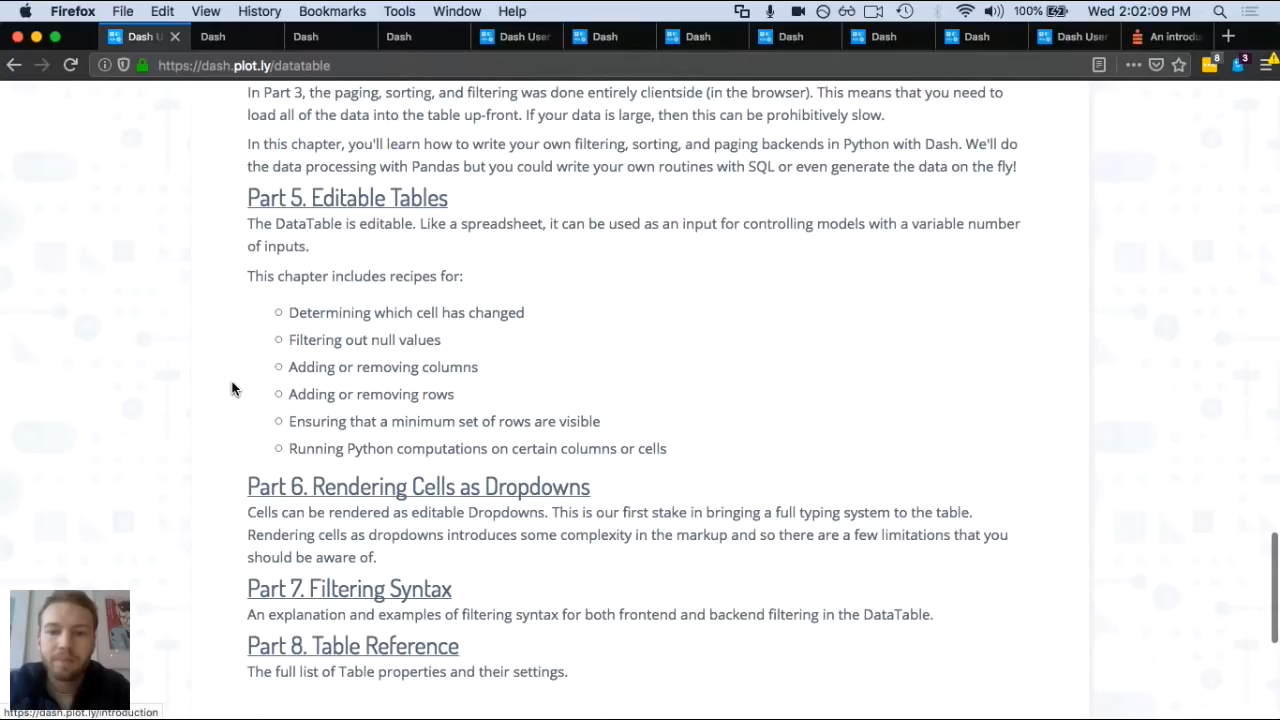 Firefox File Edit View History Bookmarks Tools Window Help 100% Wed 2:02:09 PM
Dash U Dash Dash Dash Dash User Dash Dash Dash Dash Dash Dash User An introdu
https://dash.plot.ly/datatable 8 3
In Part 3, the paging, sorting, and filtering was done entirely clientside (in the browser). This means that you need to
load all of the data into the table up-front. If your data is large, then this can be prohibitively slow.
In this chapter, you'll learn how to write your own filtering, sorting, and paging backends in Python with Dash. We'll do
the data processing with Pandas but you could write your own routines with SQL or even generate the data on the fly!
Part 5. Editable Tables
The DataTable is editable. Like a spreadsheet, it can be used as an input for controlling models with a variable number
of inputs.
This chapter includes recipes for:
Determining which cell has changed
Filtering out null values
Adding or removing columns
Adding or removing rows
Ensuring that a minimum set of rows are visible
Running Python computations on certain columns or cells
Part 6. Rendering Cells as Dropdowns
Cells can be rendered as editable Dropdowns. This is our first stake in bringing a full typing system to the table.
Rendering cells as dropdowns introduces some complexity in the markup and so there are a few limitations that you
should be aware of.
Part 7. Filtering Syntax
An explanation and examples of filtering syntax for both frontend and backend filtering in the DataTable.
Part 8. Table Reference
The full list of Table properties and their settings.
https://dash.plot.ly/introduction